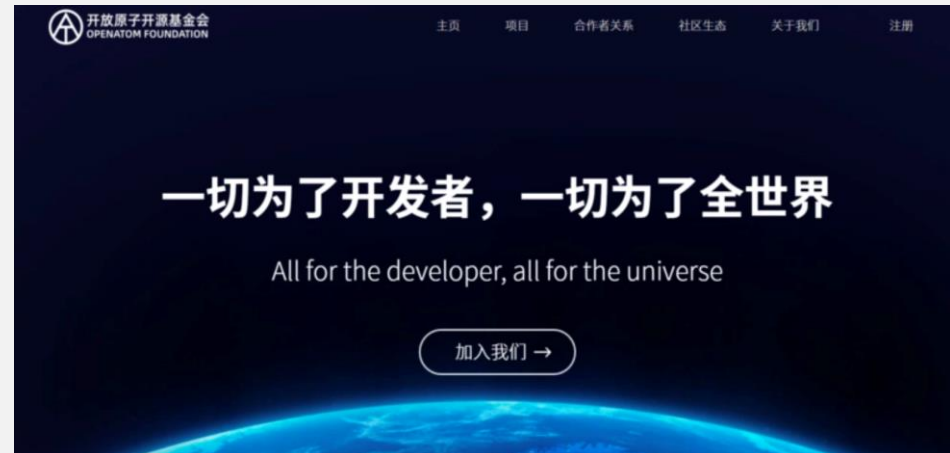 开放原子开源基金会
OPENATOM FOUNDATION
主页 项目 合作者关系 社区生态 关于我们 注册
一切为了开发者，一切为了全世界
All for the developer, all for the universe
加入我们 →